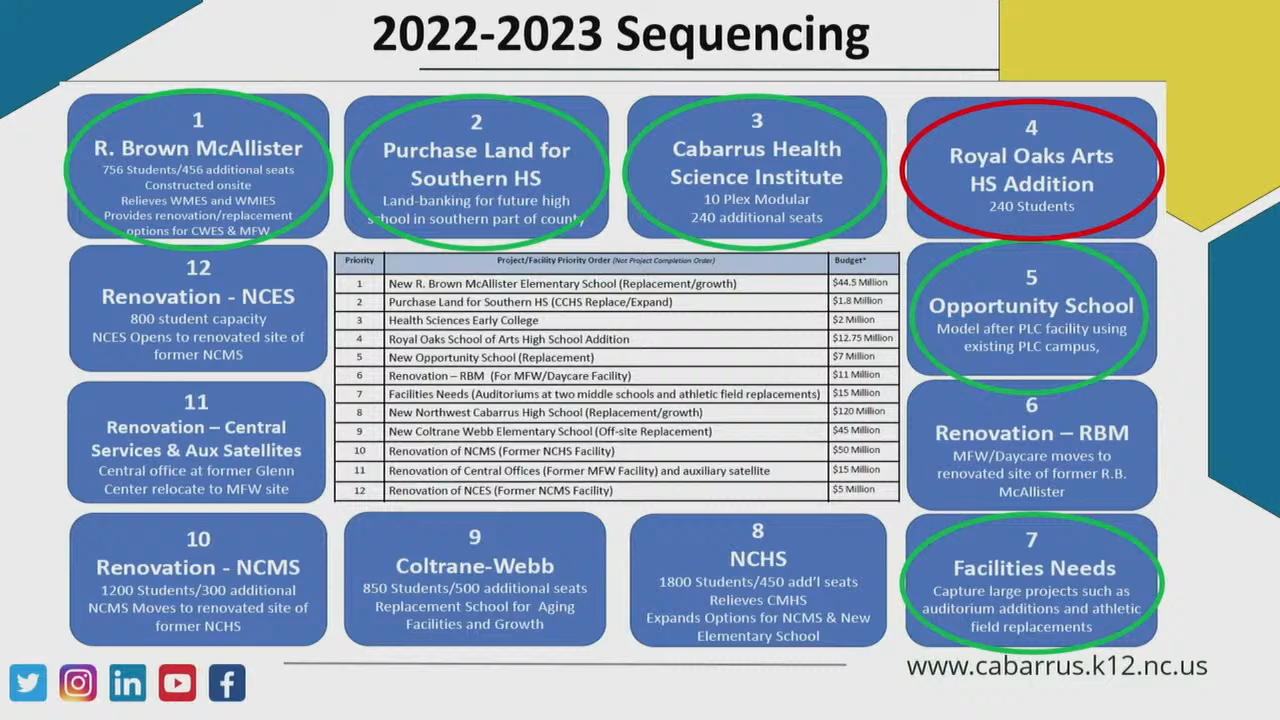 2022-2023 Sequencing
1
R. Brown McAllister
756 Students/456 additional seats
Constructed onsite
Relieves WMES and WMIES
Provides renovation/replacement
options for CWES & MFW
2
Purchase Land for
Southern HS
Land-banking for future high
school in southern part of county
3
Cabarrus Health
Science Institute
10 Plex Modular
240 additional seats
4
Royal Oaks Arts
HS Addition
240 Students
12
Renovation - NCES
800 student capacity
NCES Opens to renovated site of
former NCMS
Priority Project/Facility Priority Order (Not Project Completion Order) Budget*
1 New R. Brown McAllister Elementary School (Replacement/growth) $44.5 Million
2 Purchase Land for Southern HS (CCHS Replace/Expand) $1.8 Million
3 Health Sciences Early College $2 Million
4 Royal Oaks School of Arts High School Addition $12.75 Million
5 New Opportunity School (Replacement) $7 Million
6 Renovation – RBM (For MFW/Daycare Facility) $11 Million
7 Facilities Needs (Auditoriums at two middle schools and athletic field replacements) $15 Million
8 New Northwest Cabarrus High School (Replacement/growth) $120 Million
9 New Coltrane Webb Elementary School (Off-site Replacement) $45 Million
10 Renovation of NCMS (Former NCHS Facility) $50 Million
11 Renovation of Central Offices (Former MFW Facility) and auxiliary satellite $15 Million
12 Renovation of NCES (Former NCMS Facility) $5 Million
5
Opportunity School
Model after PLC facility using
existing PLC campus,
11
Renovation – Central
Services & Aux Satellites
Central office at former Glenn
Center relocate to MFW site
6
Renovation – RBM
MFW/Daycare moves to
renovated site of former R.B.
McAllister
10
Renovation - NCMS
1200 Students/300 additional
NCMS Moves to renovated site of
former NCHS
9
Coltrane-Webb
850 Students/500 additional seats
Replacement School for Aging
Facilities and Growth
8
NCHS
1800 Students/450 add'l seats
Relieves CMHS
Expands Options for NCMS & New
Elementary School
7
Facilities Needs
Capture large projects such as
auditorium additions and athletic
field replacements
www.cabarrus.k12.nc.us